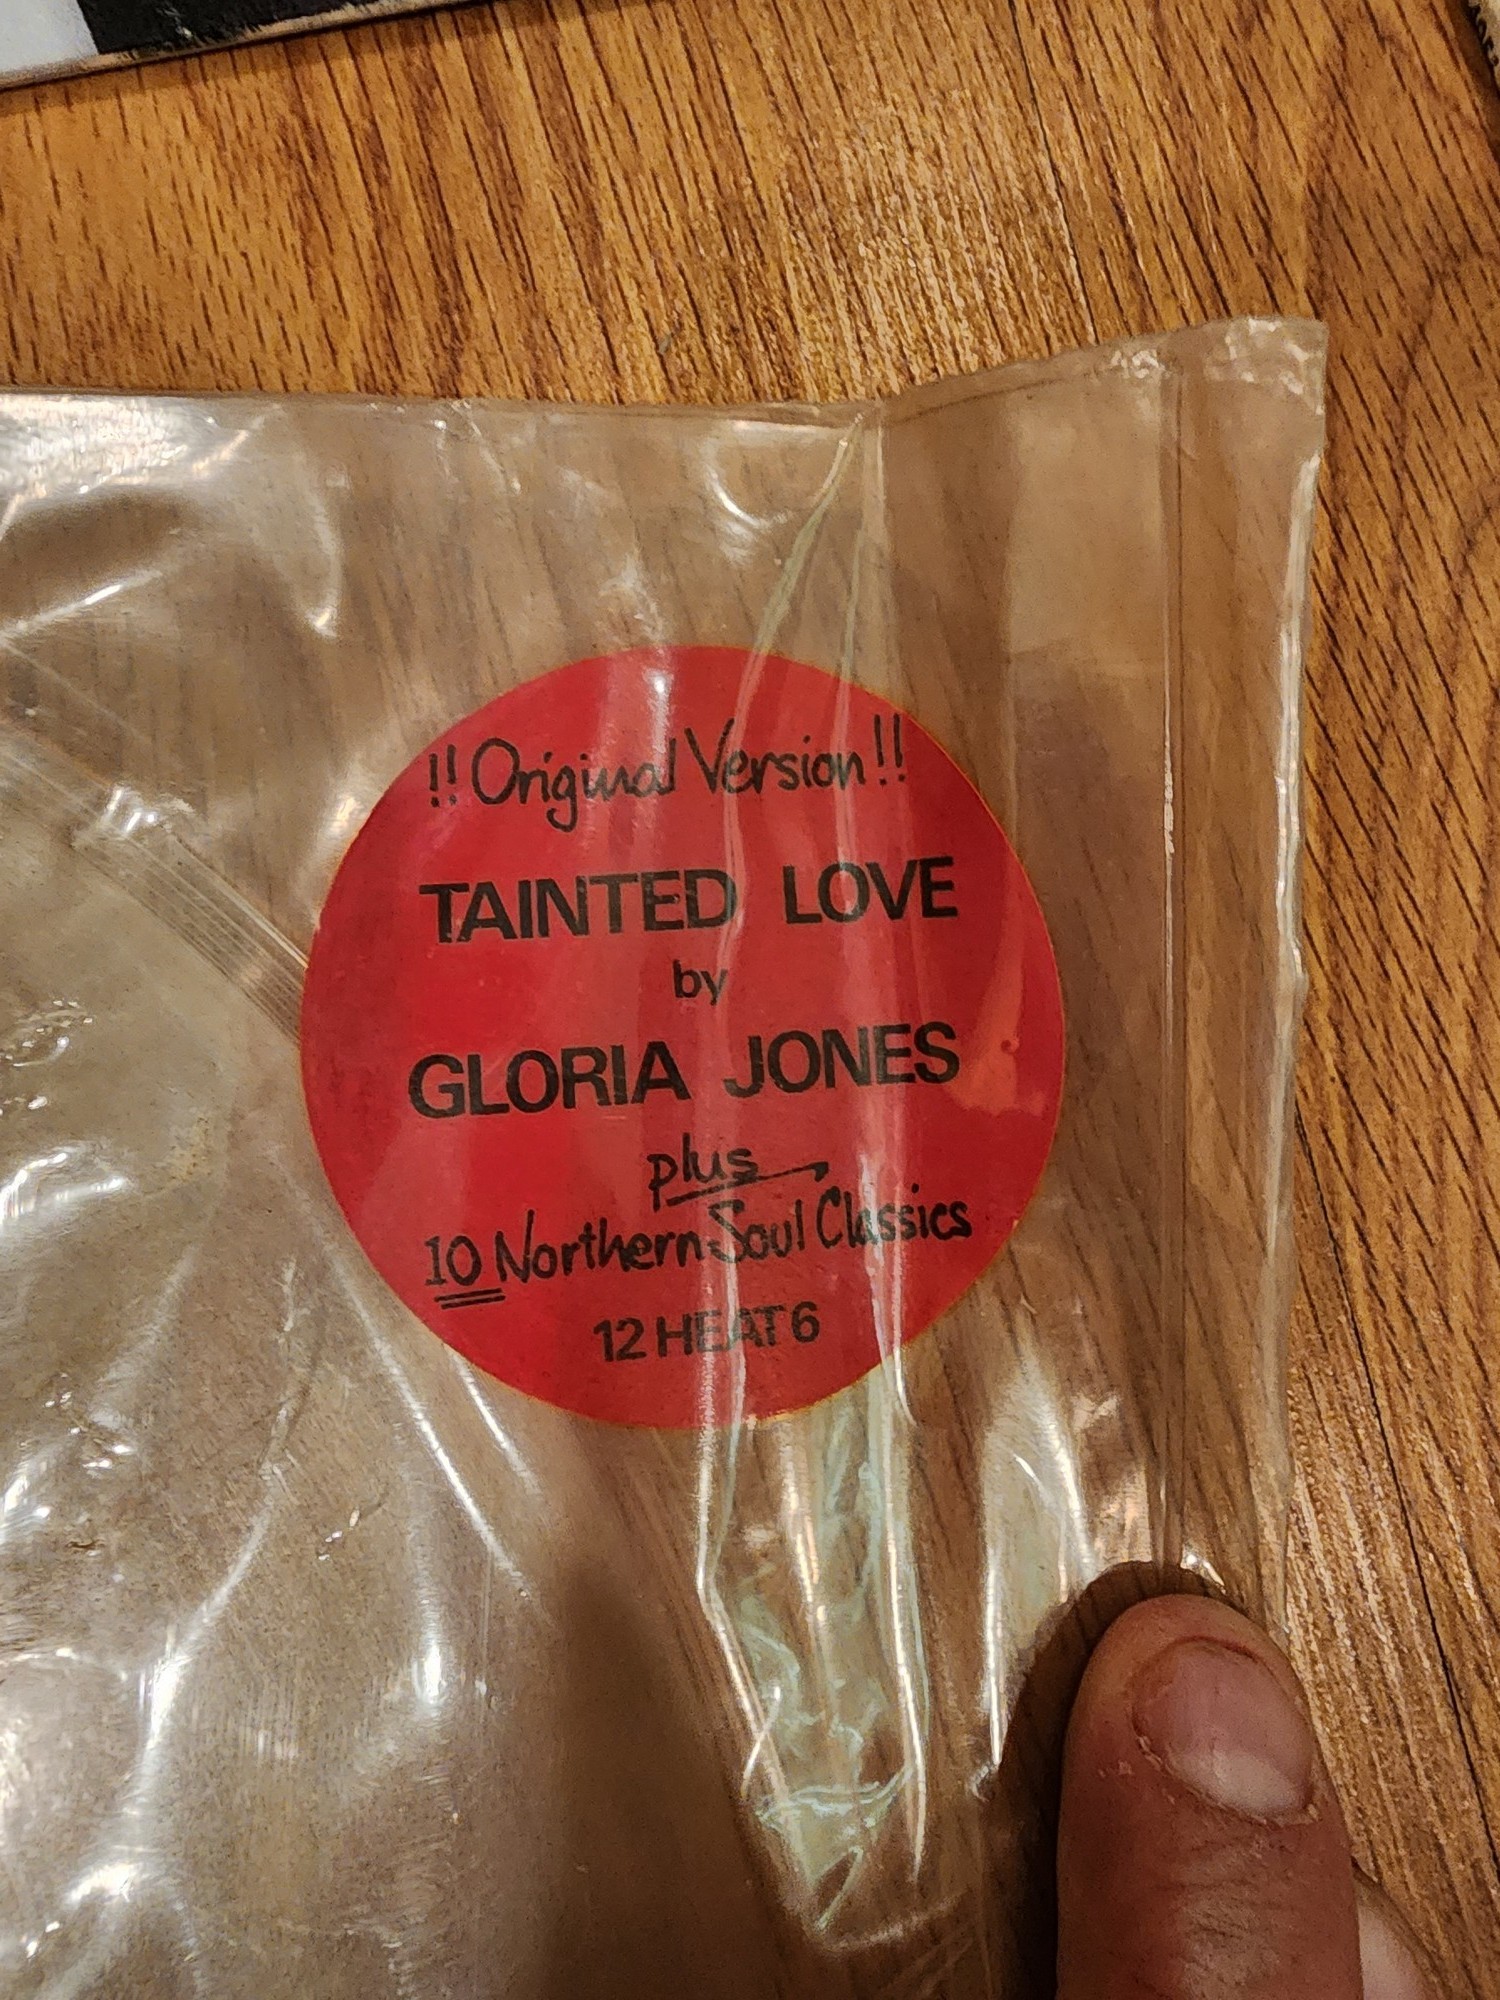 !! Original Version !!
TAINTED LOVE
by
GLORIA JONES
plus
10 Northern Soul Classics
12 HEAT 6